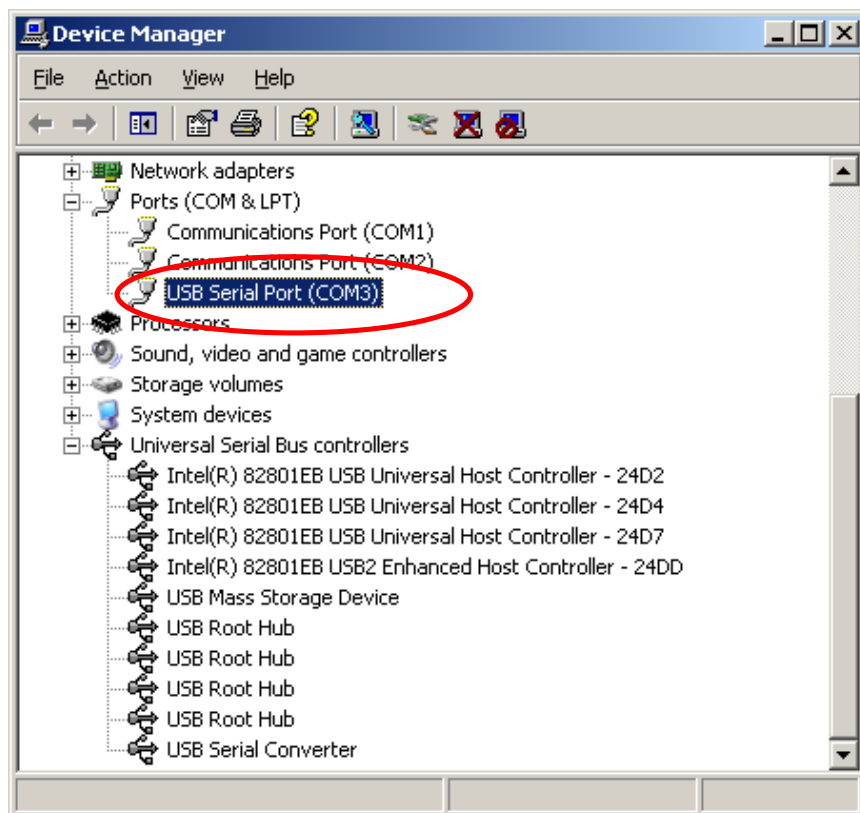 Device Manager
File Action View Help
Network adapters
Ports (COM & LPT)
Communications Port (COM1)
Communications Port (COM2)
USB Serial Port (COM3)
Processors
Sound, video and game controllers
Storage volumes
System devices
Universal Serial Bus controllers
Intel(R) 82801EB USB Universal Host Controller - 24D2
Intel(R) 82801EB USB Universal Host Controller - 24D4
Intel(R) 82801EB USB Universal Host Controller - 24D7
Intel(R) 82801EB USB2 Enhanced Host Controller - 24DD
USB Mass Storage Device
USB Root Hub
USB Root Hub
USB Root Hub
USB Root Hub
USB Serial Converter